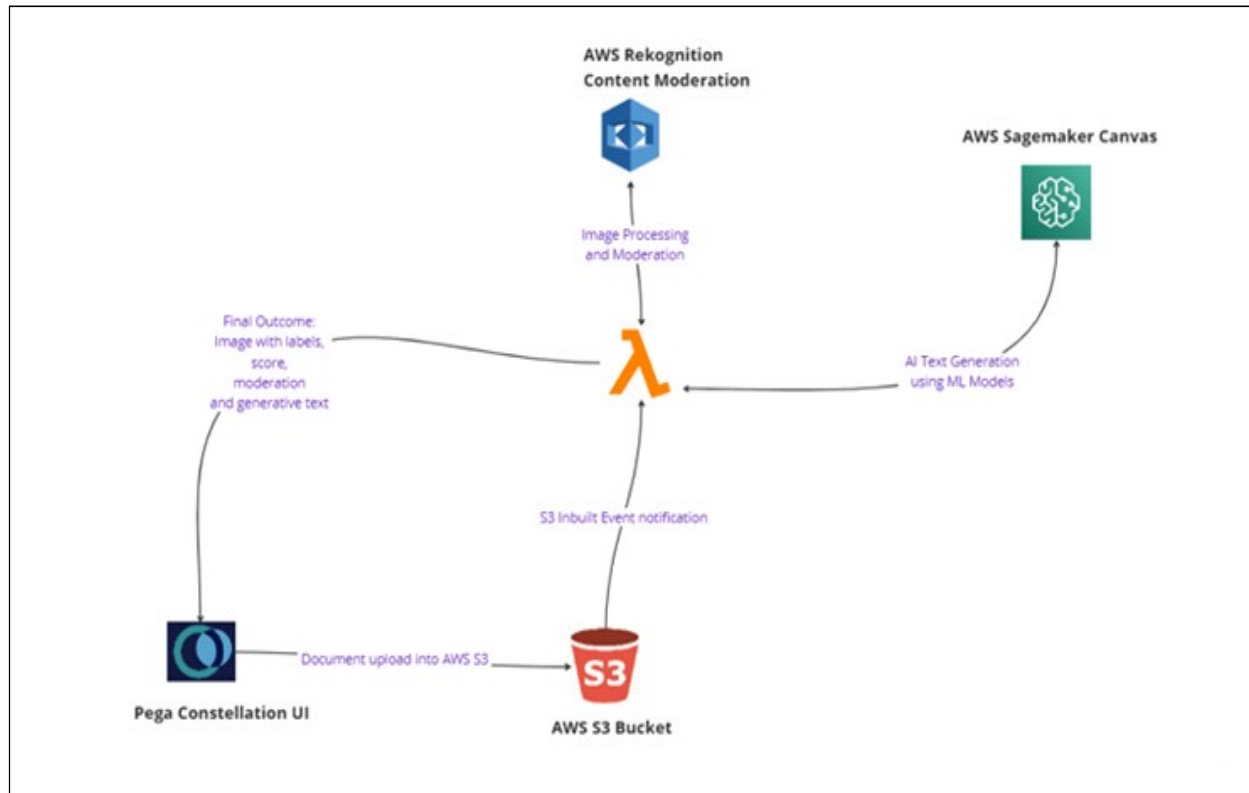 AWS Rekognition
Content Moderation
AWS Sagemaker Canvas
Image Processing
and Moderation
Final Outcome:
Image with labels,
score,
moderation
and generative text
AI Text Generation
using ML Models
S3 Inbuilt Event notification
Document upload into AWS S3
S3
Pega Constellation UI
AWS S3 Bucket